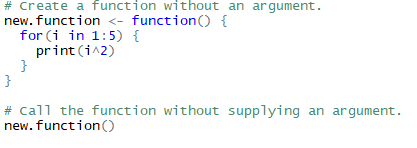 # Create a function without an argument.
new.function <- function() {
  for(i in 1:5) {
    print(i^2)
  }
}

# Call the function without supplying an argument.
new.function()